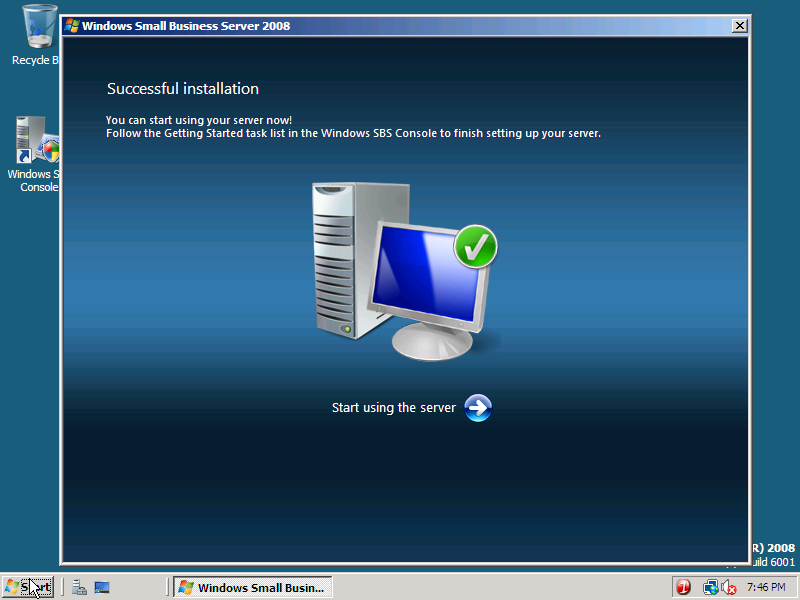 Recycle B
Windows S
Console
Windows Small Business Server 2008
Successful installation
You can start using your server now!
Follow the Getting Started task list in the Windows SBS Console to finish setting up your server.
Start using the server
R) 2008
uild 6001
Start
Windows Small Busin...
7:46 PM